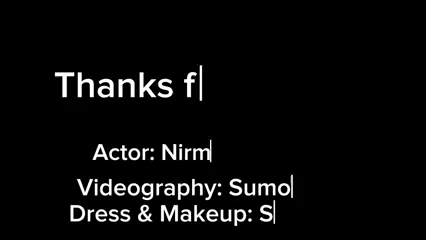 Thanks f
Actor: Nirm
Videography: Sumo
Dress & Makeup: S